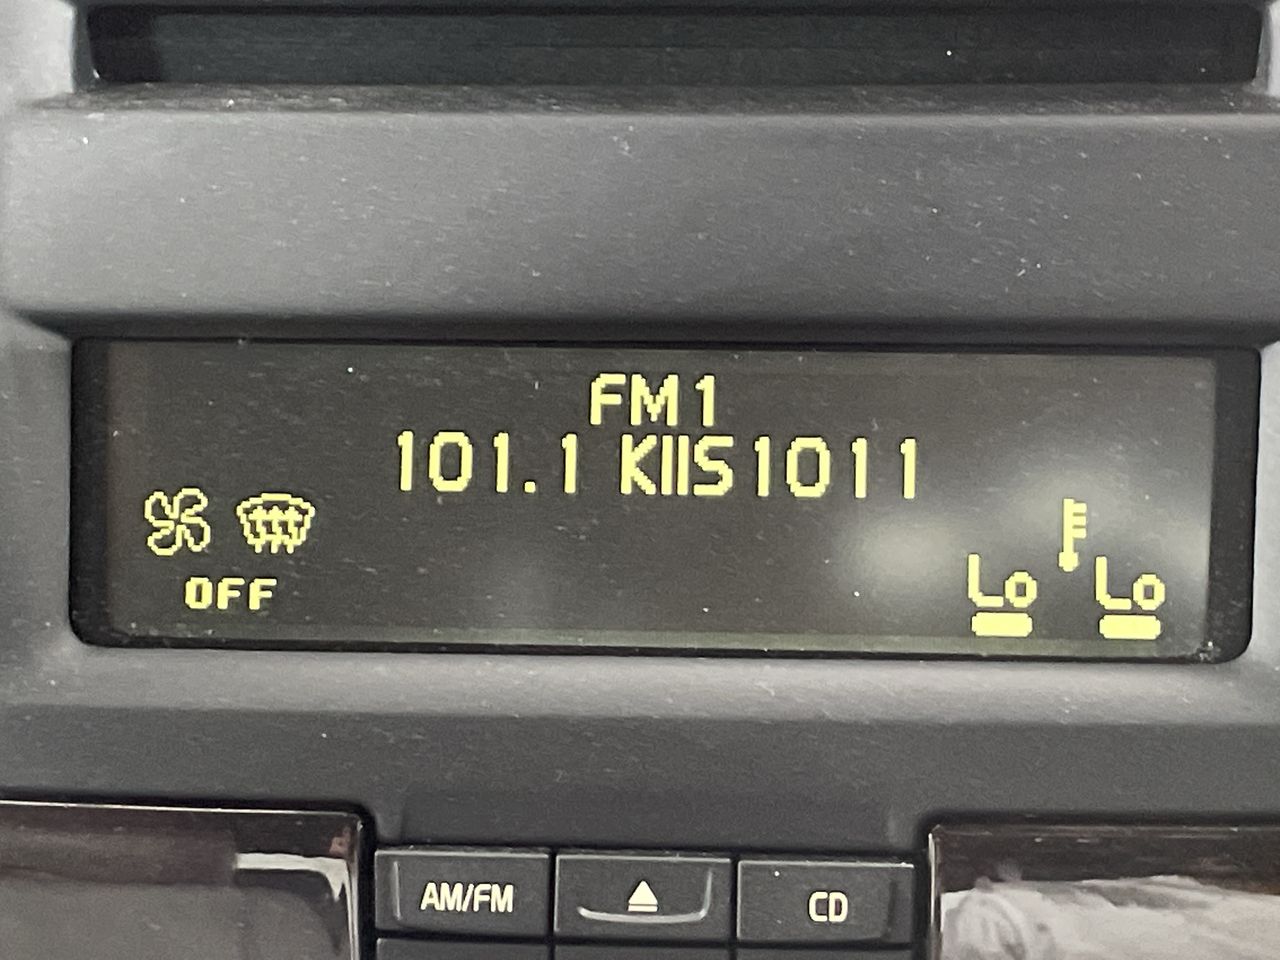 FM1
101.1 KIIS1011
OFF
Lo Lo
AM/FM CD